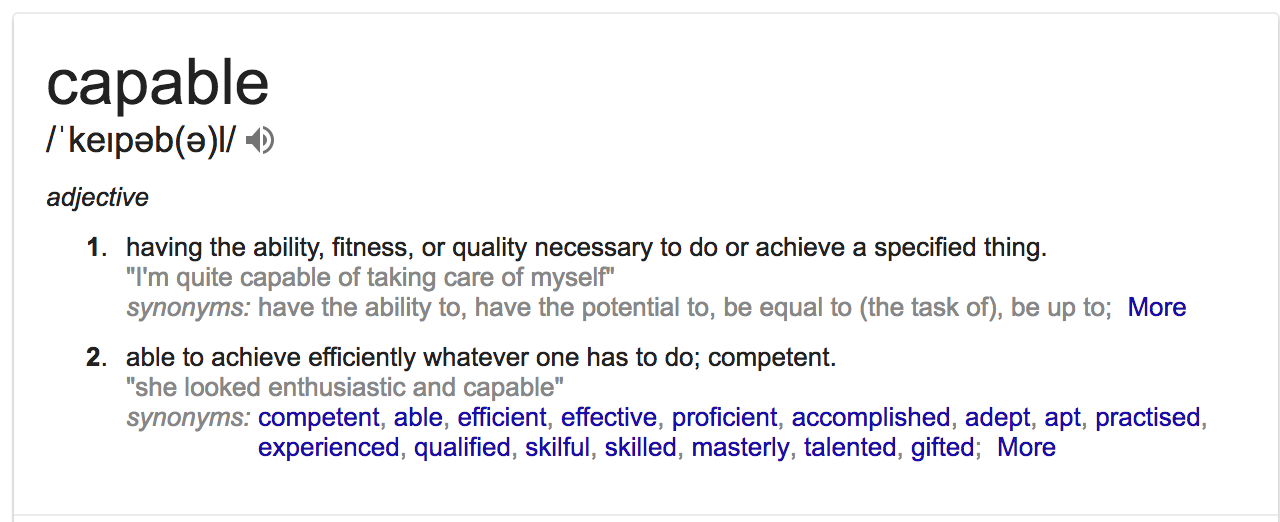 capable
/ˈkeɪpəb(ə)l/
adjective
1. having the ability, fitness, or quality necessary to do or achieve a specified thing.
"I'm quite capable of taking care of myself"
synonyms: have the ability to, have the potential to, be equal to (the task of), be up to; More
2. able to achieve efficiently whatever one has to do; competent.
"she looked enthusiastic and capable"
synonyms: competent, able, efficient, effective, proficient, accomplished, adept, apt, practised,
experienced, qualified, skilful, skilled, masterly, talented, gifted; More